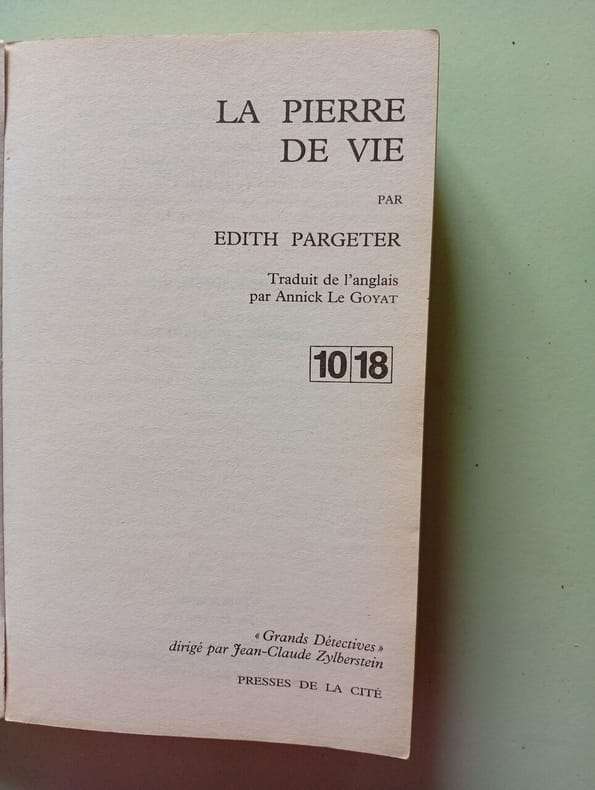 LA PIERRE
DE VIE
PAR
EDITH PARGETER
Traduit de l'anglais
par Annick Le GOYAT
10 18
« Grands Détectives »
dirigé par Jean-Claude Zylberstein
PRESSES DE LA CITÉ